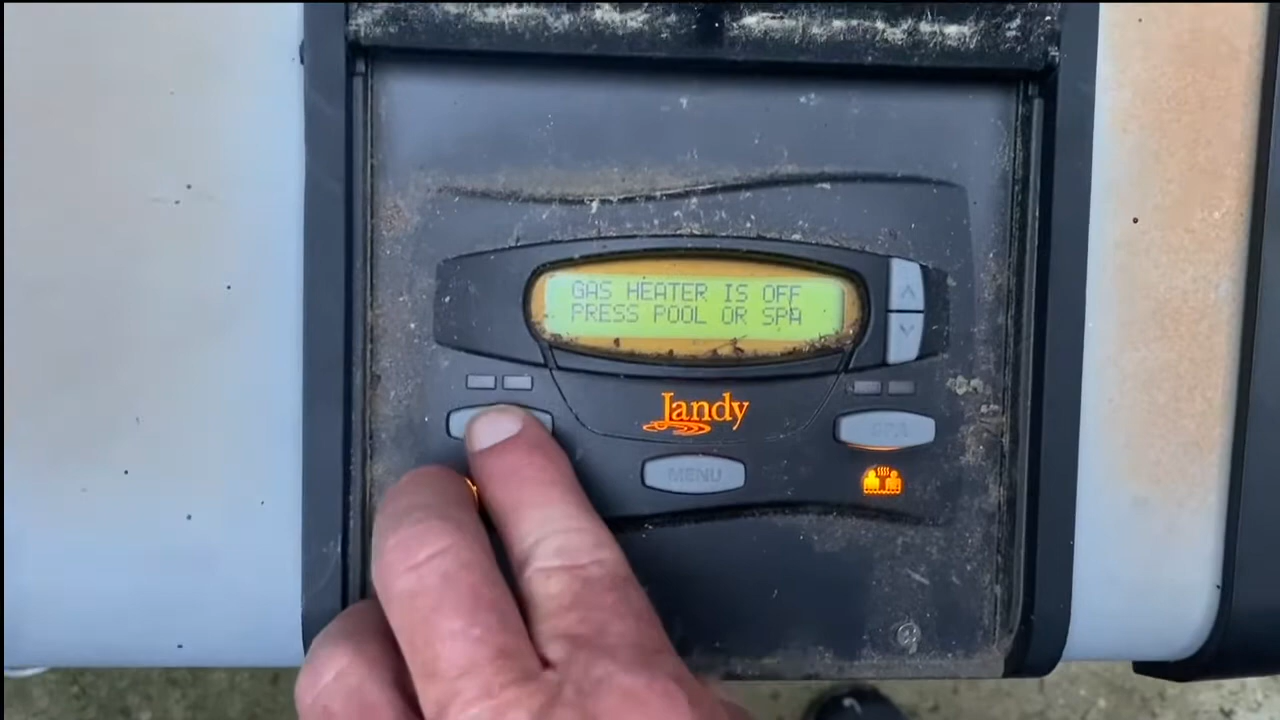 GAS HEATER IS OFF
PRESS POOL OR SPA
Jandy
SPA
MENU